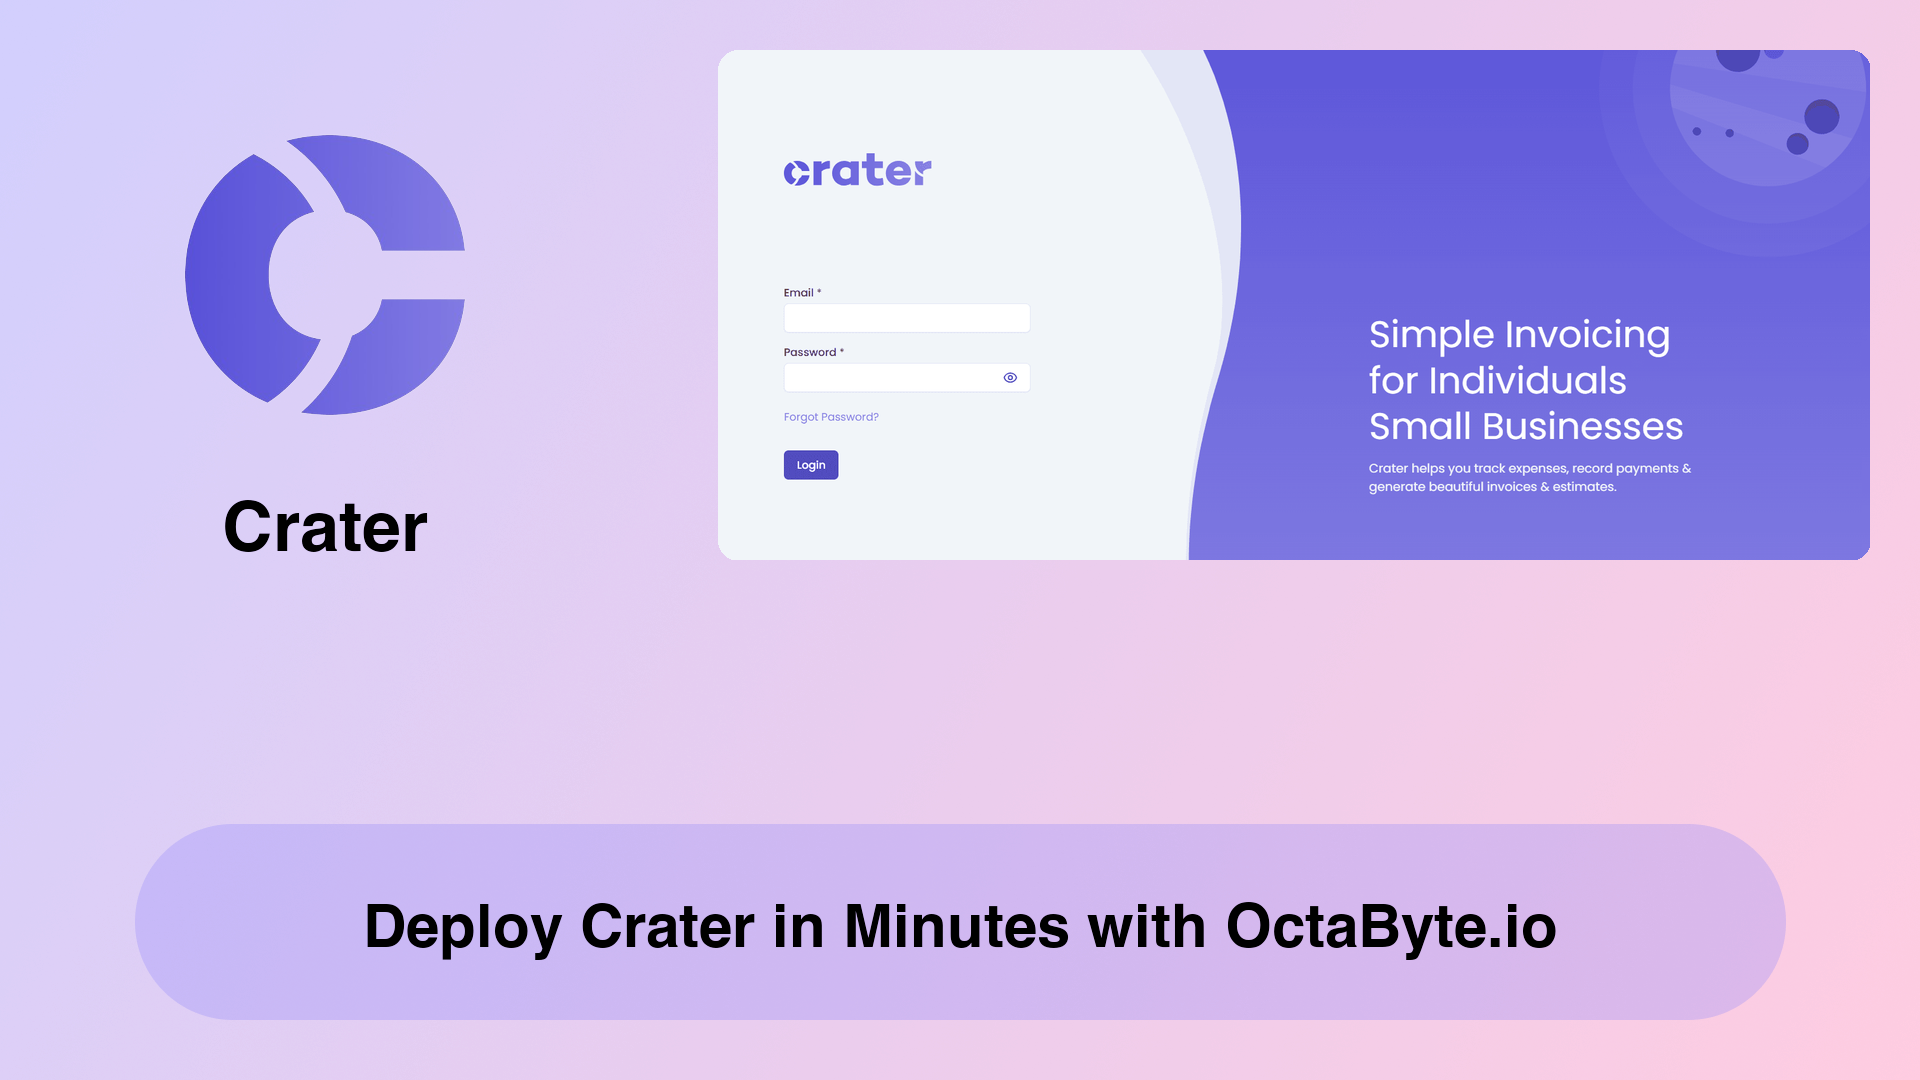 Crater
crater
Email *
Password *
Forgot Password?
Login
Simple Invoicing
for Individuals
Small Businesses
Crater helps you track expenses, record payments &
generate beautiful invoices & estimates.
Deploy Crater in Minutes with OctaByte.io